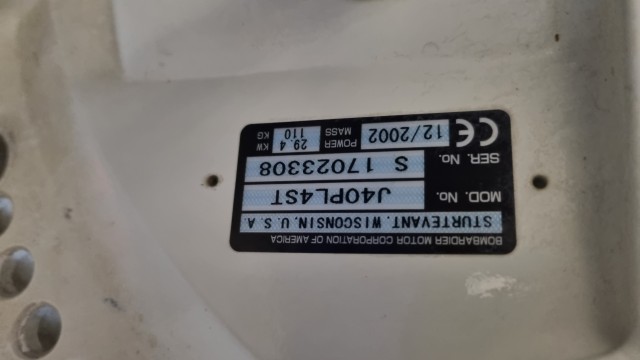 BOMBARDIER MOTOR CORPORATION OF AMERICA
STURTEVANT. WISCONSIN. U. S. A.
MOD. No. J40PL4ST
SER. No. S 17023308
CE 12/2002 POWER 29.4 KW
MASS 110 KG